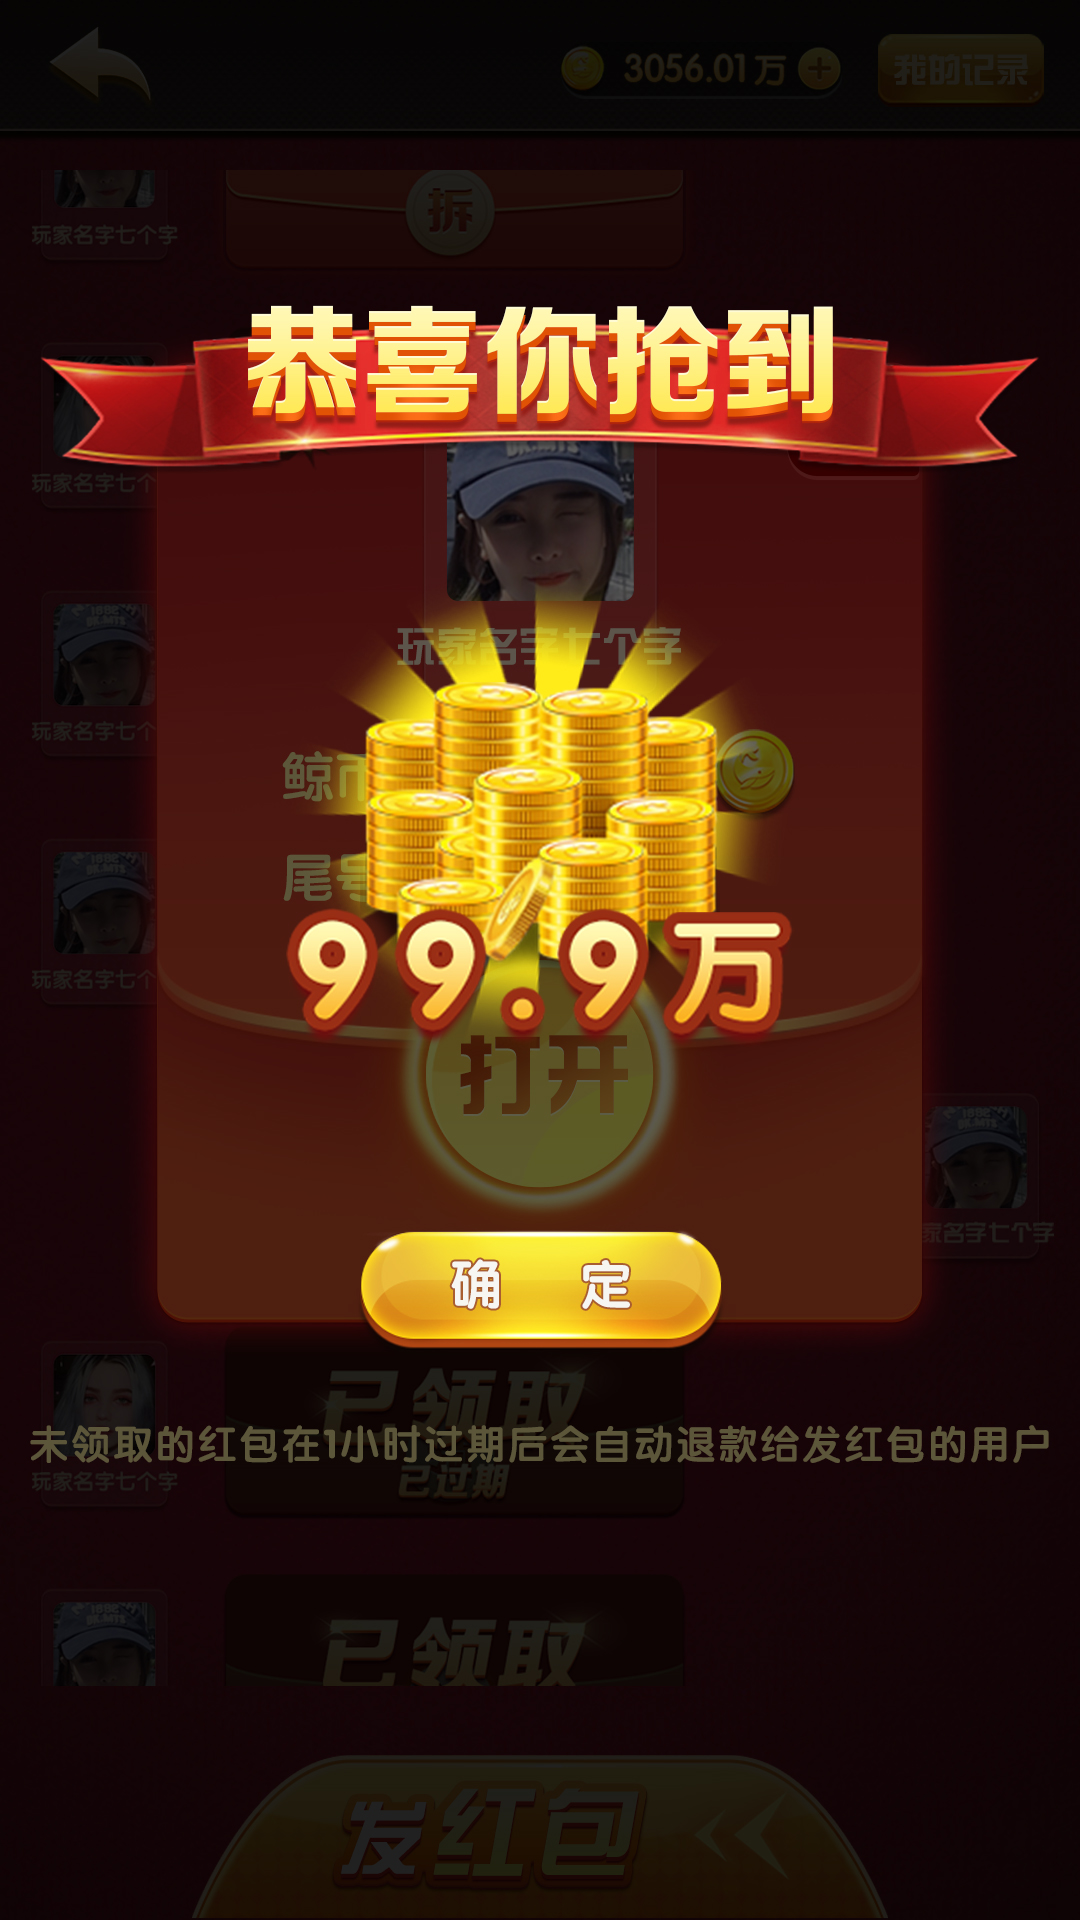 3056.01万
我的记录
玩家名字七个字
拆
恭喜你抢到
玩家名字七个
玩家名字七个字
玩家名字七个
鲸币
尾号
玩家名字七个
99.9万
打开
家名字七个字
确 定
已领取
未领取的红包在1小时过期后会自动退款给发红包的用户
已过期
玩家名字七个字
已领取
发红包